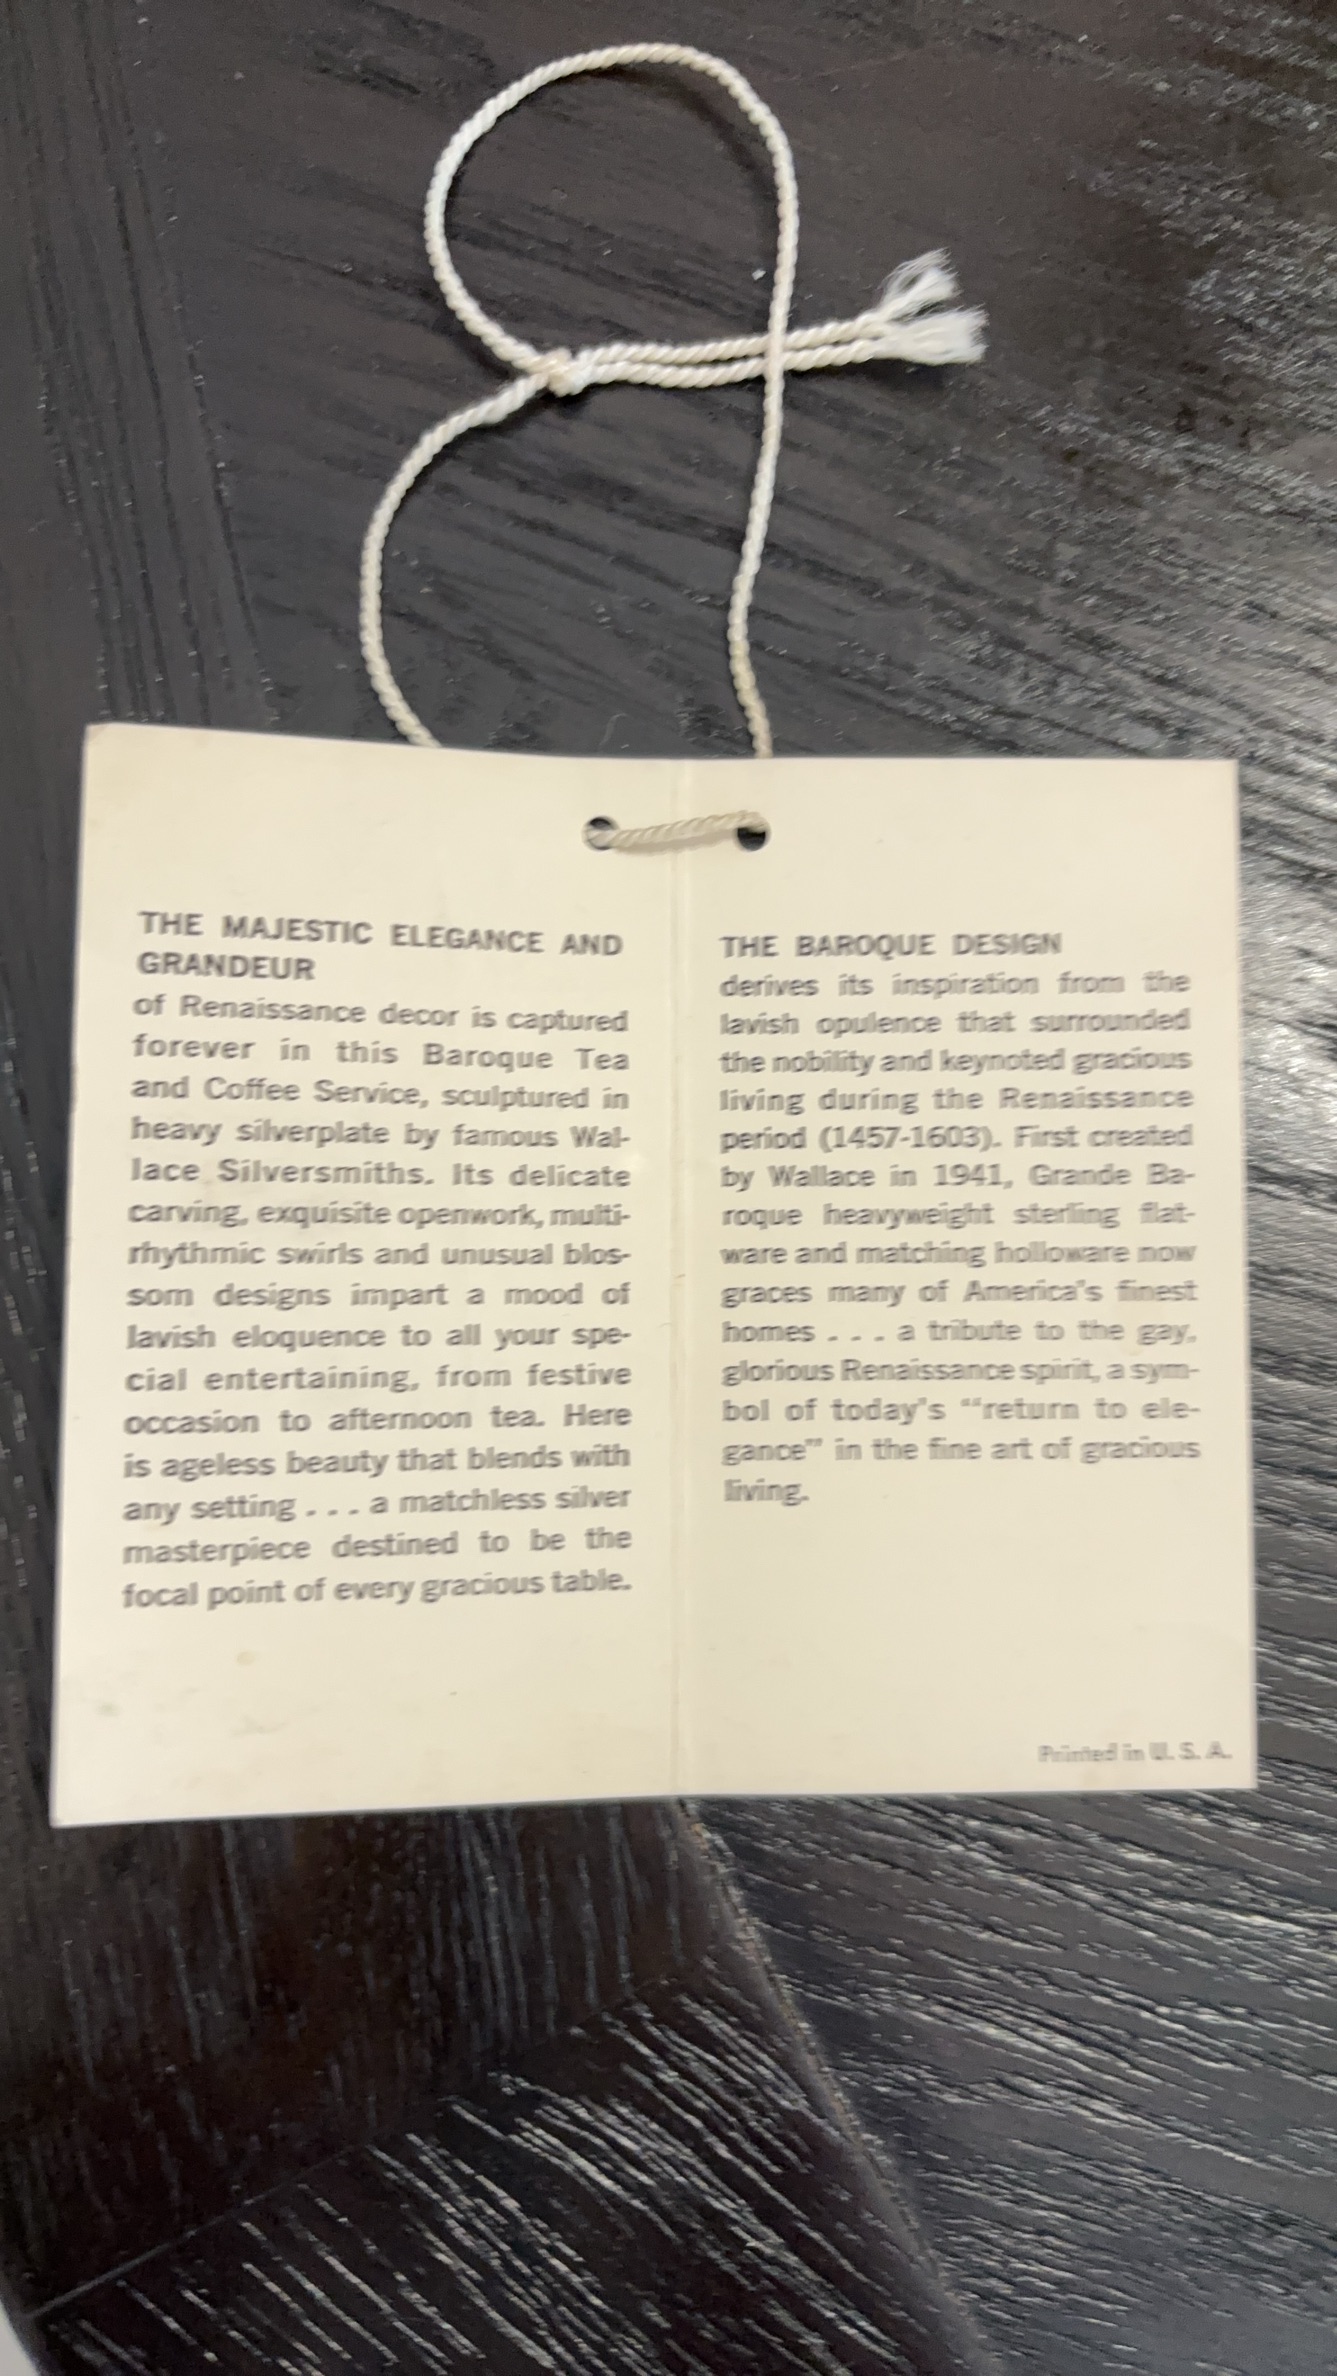 THE MAJESTIC ELEGANCE AND
GRANDEUR
of Renaissance decor is captured
forever in this Baroque Tea
and Coffee Service, sculptured in
heavy silverplate by famous Wal-
lace Silversmiths. Its delicate
carving, exquisite openwork, multi-
rhythmic swirls and unusual blos-
som designs impart a mood of
lavish eloquence to all your spe-
cial entertaining, from festive
occasion to afternoon tea. Here
is ageless beauty that blends with
any setting . . . a matchless silver
masterpiece destined to be the
focal point of every gracious table.
THE BAROQUE DESIGN
derives its inspiration from the
lavish opulence that surrounded
the nobility and keynoted gracious
living during the Renaissance
period (1457-1603). First created
by Wallace in 1941, Grande Ba-
roque heavyweight sterling flat-
ware and matching holloware now
graces many of America's finest
homes . . . a tribute to the gay,
glorious Renaissance spirit, a sym-
bol of today's "return to ele-
gance" in the fine art of gracious
living.
Printed in U. S. A.